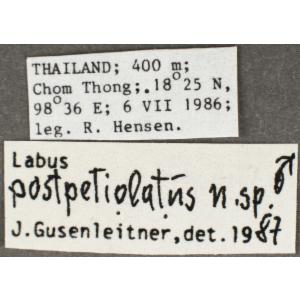 THAILAND; 400 m;
Chom Thong; 18°25 N,
98°36 E; 6 VII 1986;
leg. R. Hensen.
Labus
postpetiolatus n.sp. ♂
J.Gusenleitner, det. 1987